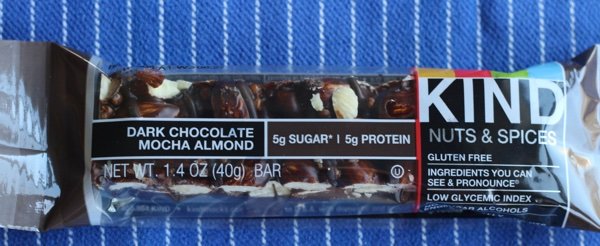 DARK CHOCOLATE
MOCHA ALMOND
5g SUGAR* | 5g PROTEIN
NET WT. 1.4 OZ (40g) BAR
U
KIND
NUTS & SPICES
GLUTEN FREE
INGREDIENTS YOU CAN
SEE & PRONOUNCE®
LOW GLYCEMIC INDEX
ALCOHOLS